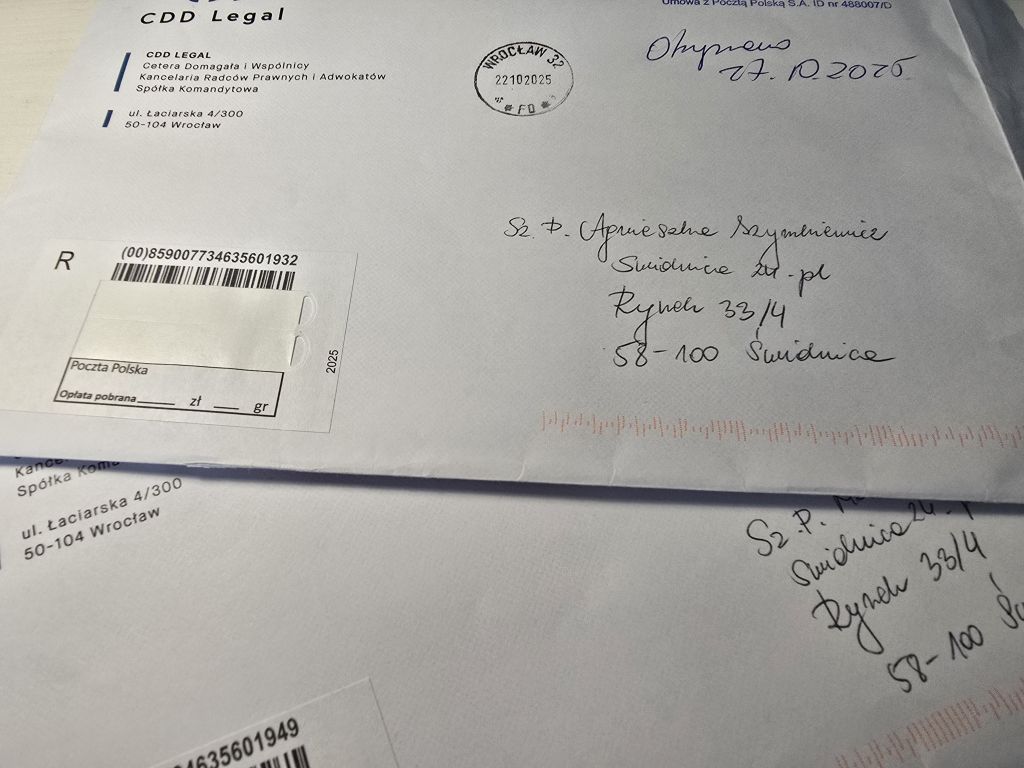 CDD Legal
Umowa z Pocztą Polską S.A. ID nr 488007/D
CDD LEGAL
Cetera Domagała i Wspólnicy
Kancelaria Radców Prawnych i Adwokatów
Spółka Komandytowa
ul. Łaciarska 4/300
50-104 Wrocław
WROCŁAW 32
22102025
FD
Otrzymano
27.10.2025
Sz. P. Agnieszka Szymkiewicz
Swidnica 24.pl
Rynek 33/4
58-100 Świdnica
R
(00)859007734635601932
Poczta Polska
Opłata pobrana zł gr
2025
Spółka
ul. Łaciarska 4/300
50-104 Wrocław
Sz. P.
Swidnica 24.
Rynek 33/4
58-100
4635601949